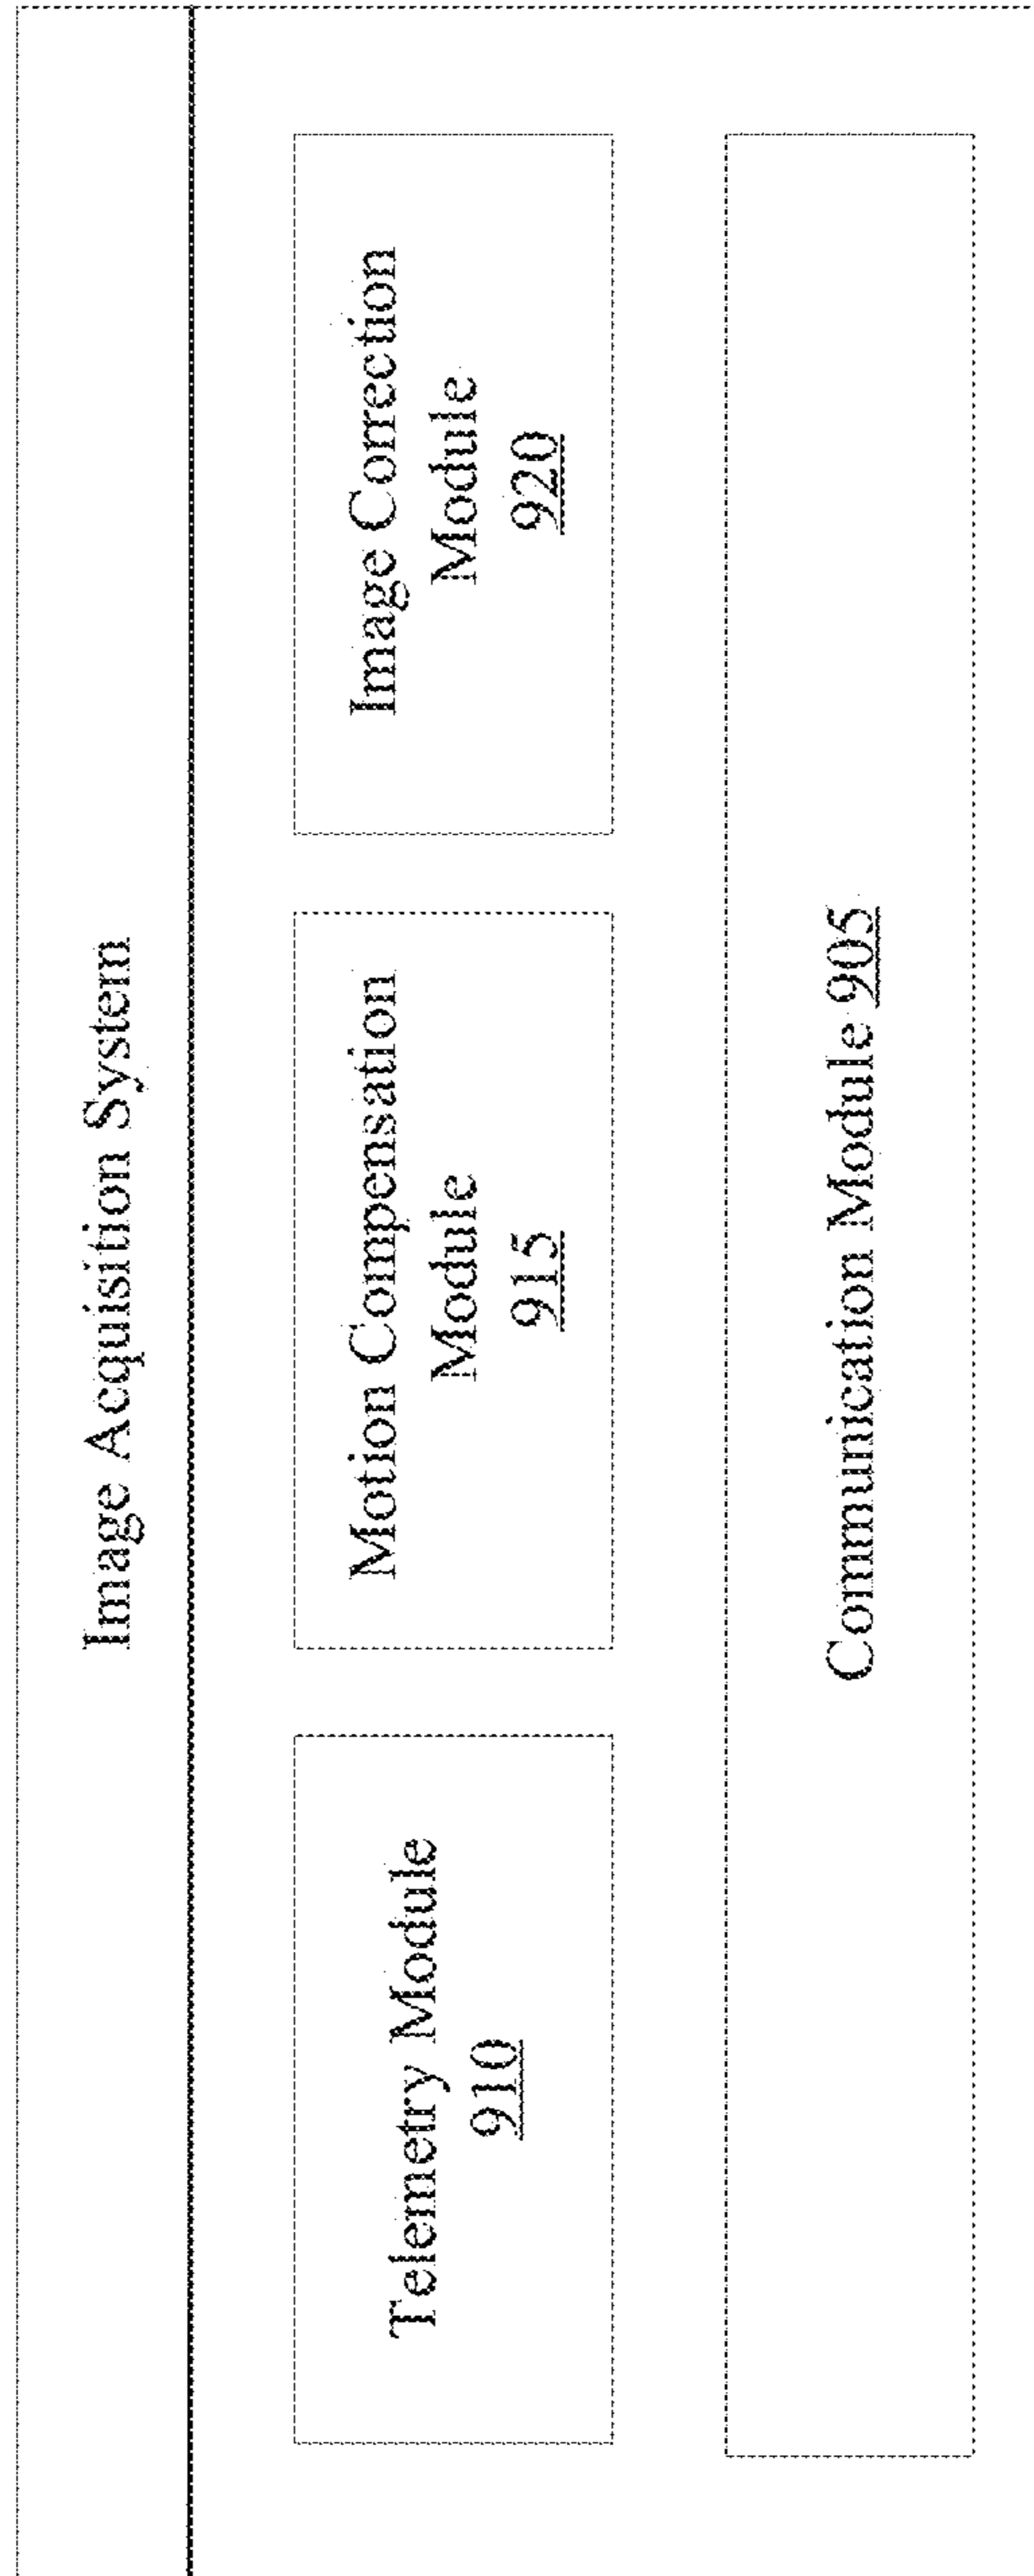 Image Acquisition System
Telemetry Module
910
Motion Compensation
Module
915
Image Correction
Module
920
Communication Module 905